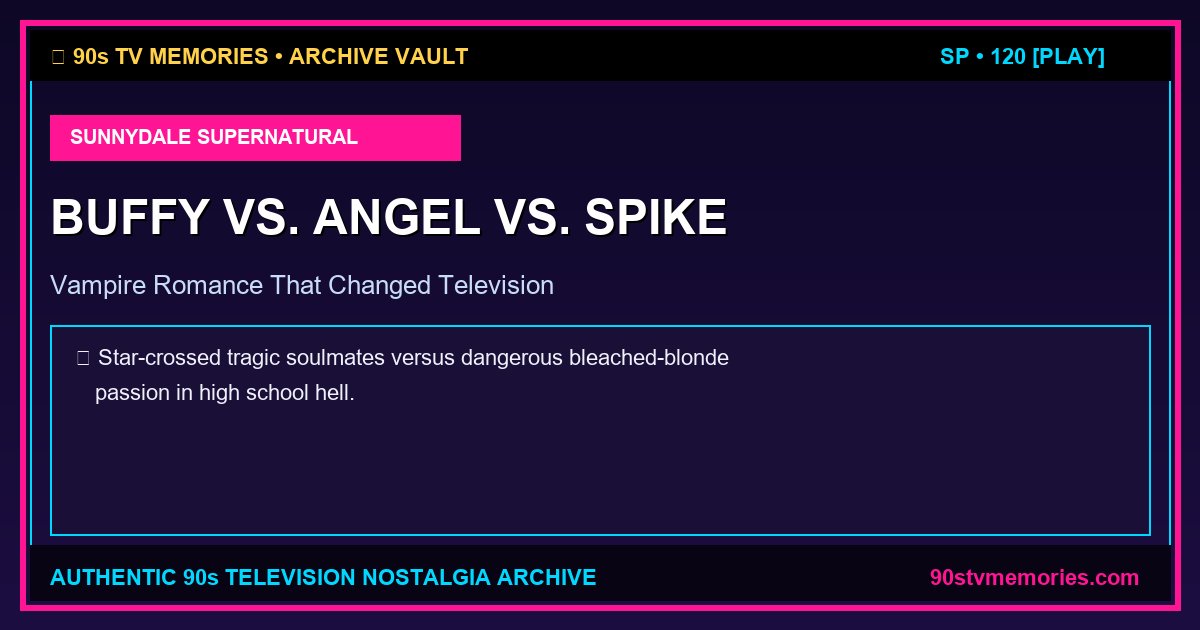 90s TV MEMORIES • ARCHIVE VAULT
SP • 120 [PLAY]
SUNNYDALE SUPERNATURAL
BUFFY VS. ANGEL VS. SPIKE
Vampire Romance That Changed Television
Star-crossed tragic soulmates versus dangerous bleached-blonde
passion in high school hell.
AUTHENTIC 90s TELEVISION NOSTALGIA ARCHIVE
90stvmemories.com